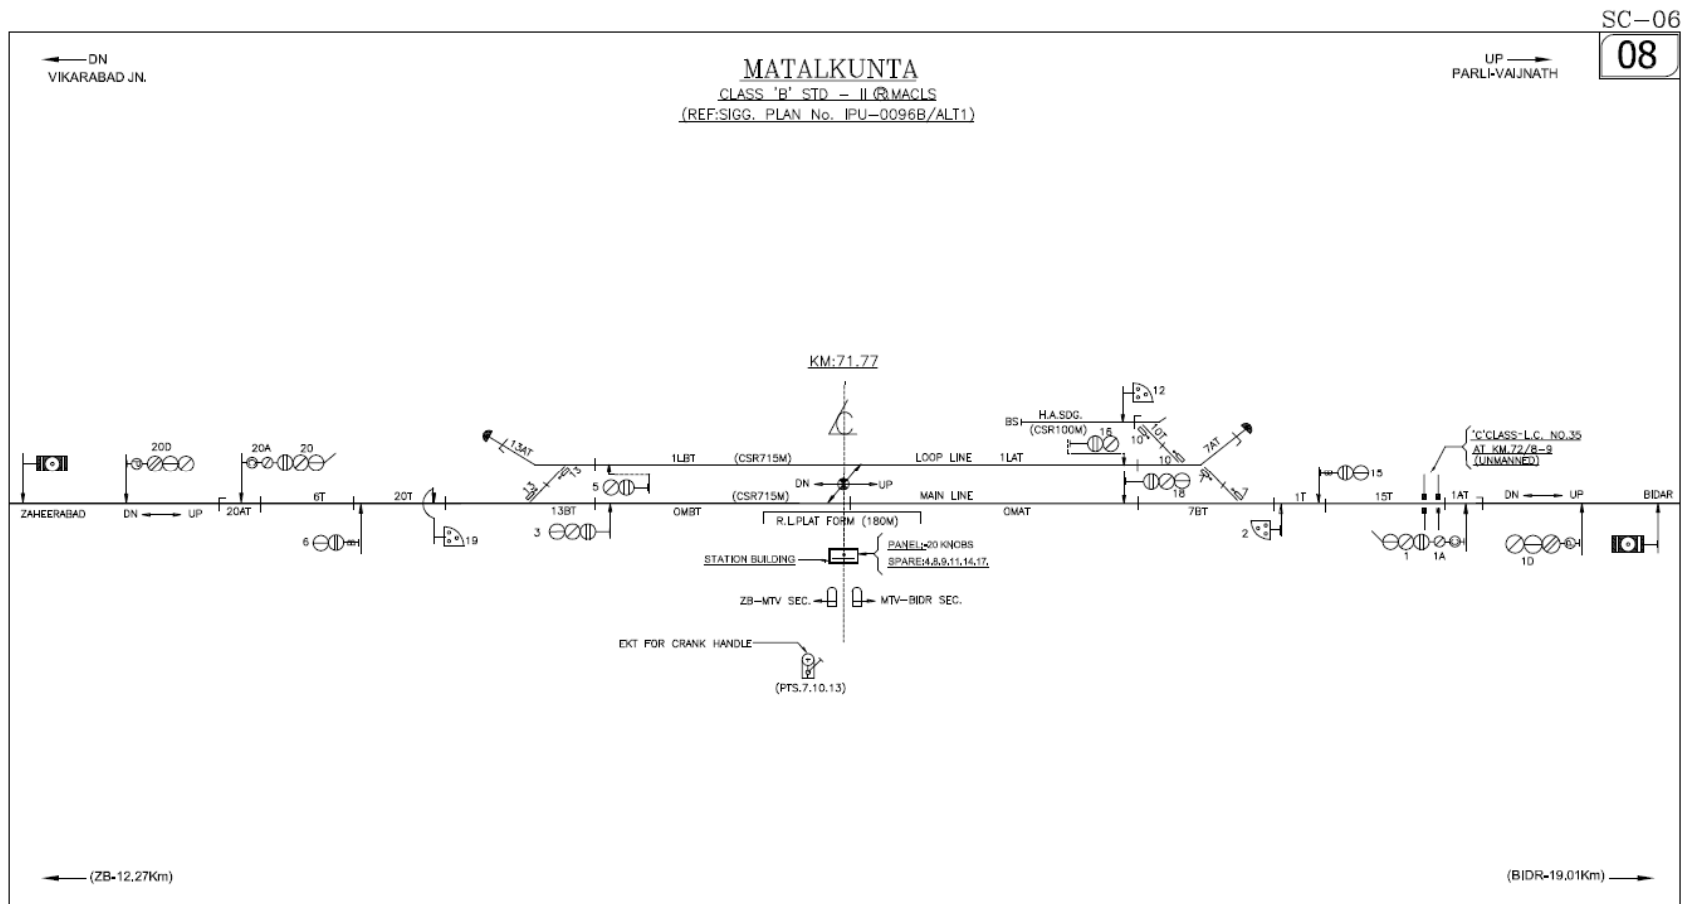 SC-06
08
DN
VIKARABAD JN.
UP
PARLI-VAIJNATH
MATALKUNTA
CLASS 'B' STD - II Ⓡ.MACLS
(REF:SIGG. PLAN No. IPU-0096B/ALT1)
KM:71.77
C
12
BS
H.A.SDG.
(CSR100M)
16
10
10T
10
7AT
13AT
1LBT
(CSR715M)
LOOP LINE
1LAT
'C'CLASS-L.C. NO.35
AT KM.72/8-9
(UNMANNED)
20D
20A
20
15
13
13
5
DN
UP
18
7
7
ZAHEERABAD
DN
UP
20AT
6T
20T
13BT
OMBT
(CSR715M)
MAIN LINE
OMAT
7BT
1T
15T
1AT
DN
UP
BIDAR
6
19
3
R.L.PLAT FORM (180M)
2
1
1A
1D
STATION BUILDING
PANEL:-20 KNOBS
SPARE:4,8,9,11,14,17.
ZB-MTV SEC.
MTV-BIDR SEC.
EKT FOR CRANK HANDLE
(PTS.7.10.13)
(ZB-12.27Km)
(BIDR-19.01Km)